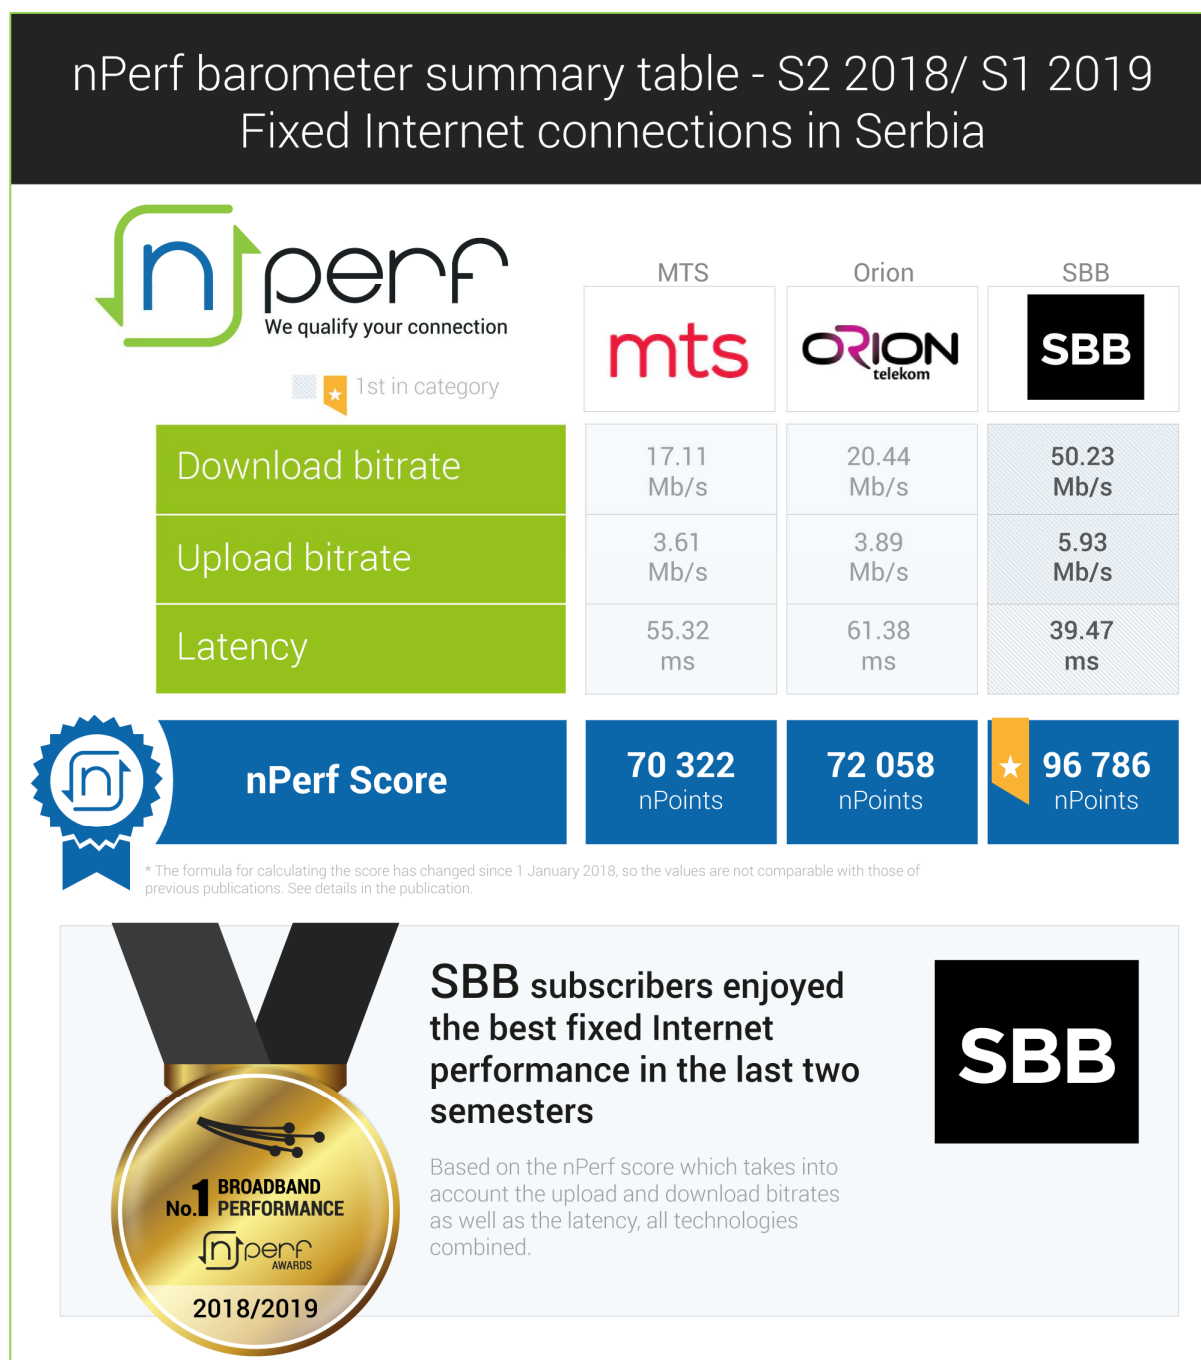 nPerf barometer summary table - S2 2018/ S1 2019
Fixed Internet connections in Serbia
nperf
We qualify your connection
1st in category
MTS Orion SBB
mts ORION telekom SBB
Download bitrate 17.11 Mb/s 20.44 Mb/s 50.23 Mb/s
Upload bitrate 3.61 Mb/s 3.89 Mb/s 5.93 Mb/s
Latency 55.32 ms 61.38 ms 39.47 ms
n
nPerf Score 70 322 nPoints 72 058 nPoints 96 786 nPoints
* The formula for calculating the score has changed since 1 January 2018, so the values are not comparable with those of
previous publications. See details in the publication.
SBB subscribers enjoyed
the best fixed Internet
performance in the last two
semesters
Based on the nPerf score which takes into
account the upload and download bitrates
as well as the latency, all technologies
combined.
SBB
No.1 BROADBAND
PERFORMANCE
nperf
AWARDS
2018/2019